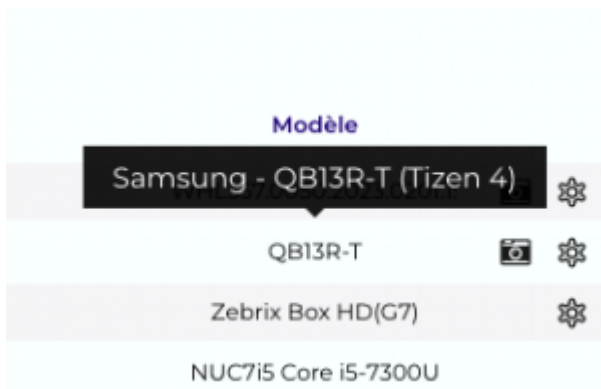 Modèle
Samsung - QB13R-T (Tizen 4)
QB13R-T
Zebrix Box HD(G7)
NUC7i5 Core i5-7300U